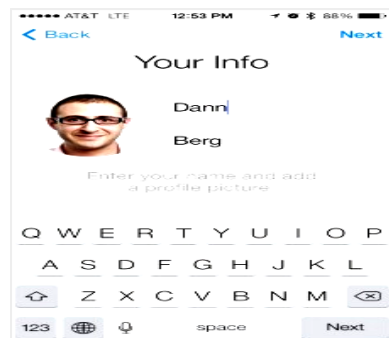 AT&T LTE 12:53 PM 88%
Back Next
Your Info
Dann
Berg
Enter your name and add
a profile picture
Q W E R T Y U I O P
A S D F G H J K L
Z X C V B N M
123 space Next